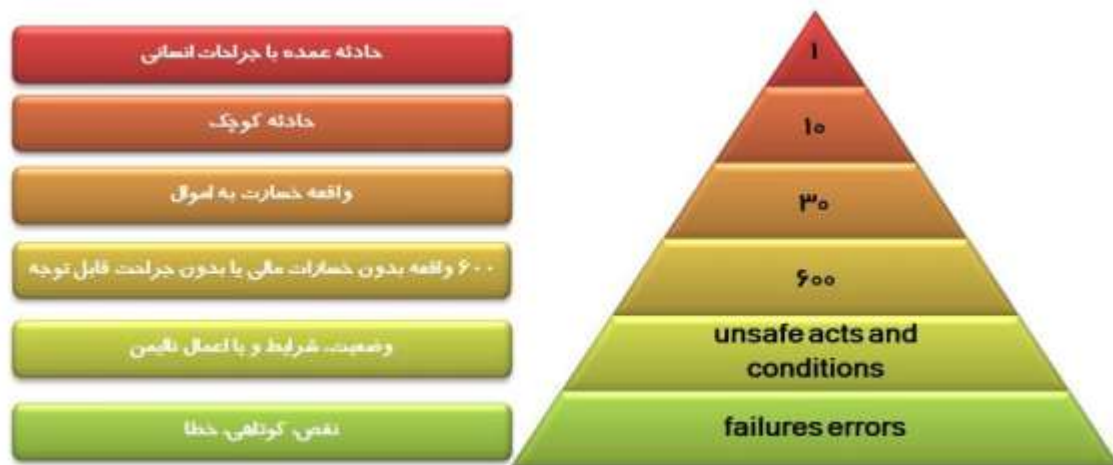 حادثه عمده با جراحات انسانی
۱
حادثه کوچک
۱۰
واقعه خسارت به اموال
۳۰
۶۰۰ واقعه بدون خسارات مالی یا بدون جراحت قابل توجه
۶۰۰
وضعیت، شرایط و یا اعمال ناایمن
unsafe acts and
conditions
نقص، کوتاهی، خطا
failures errors